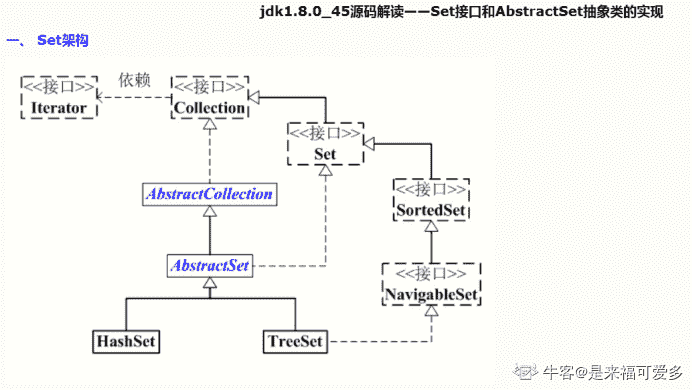 jdk1.8.0_45源码解读——Set接口和AbstractSet抽象类的实现
一、 Set架构
<<接口>>
Iterator
依赖
<<接口>>
Collection
<<接口>>
Set
<<接口>>
SortedSet
AbstractCollection
AbstractSet
<<接口>>
NavigableSet
HashSet
TreeSet
牛客@是来福可爱多